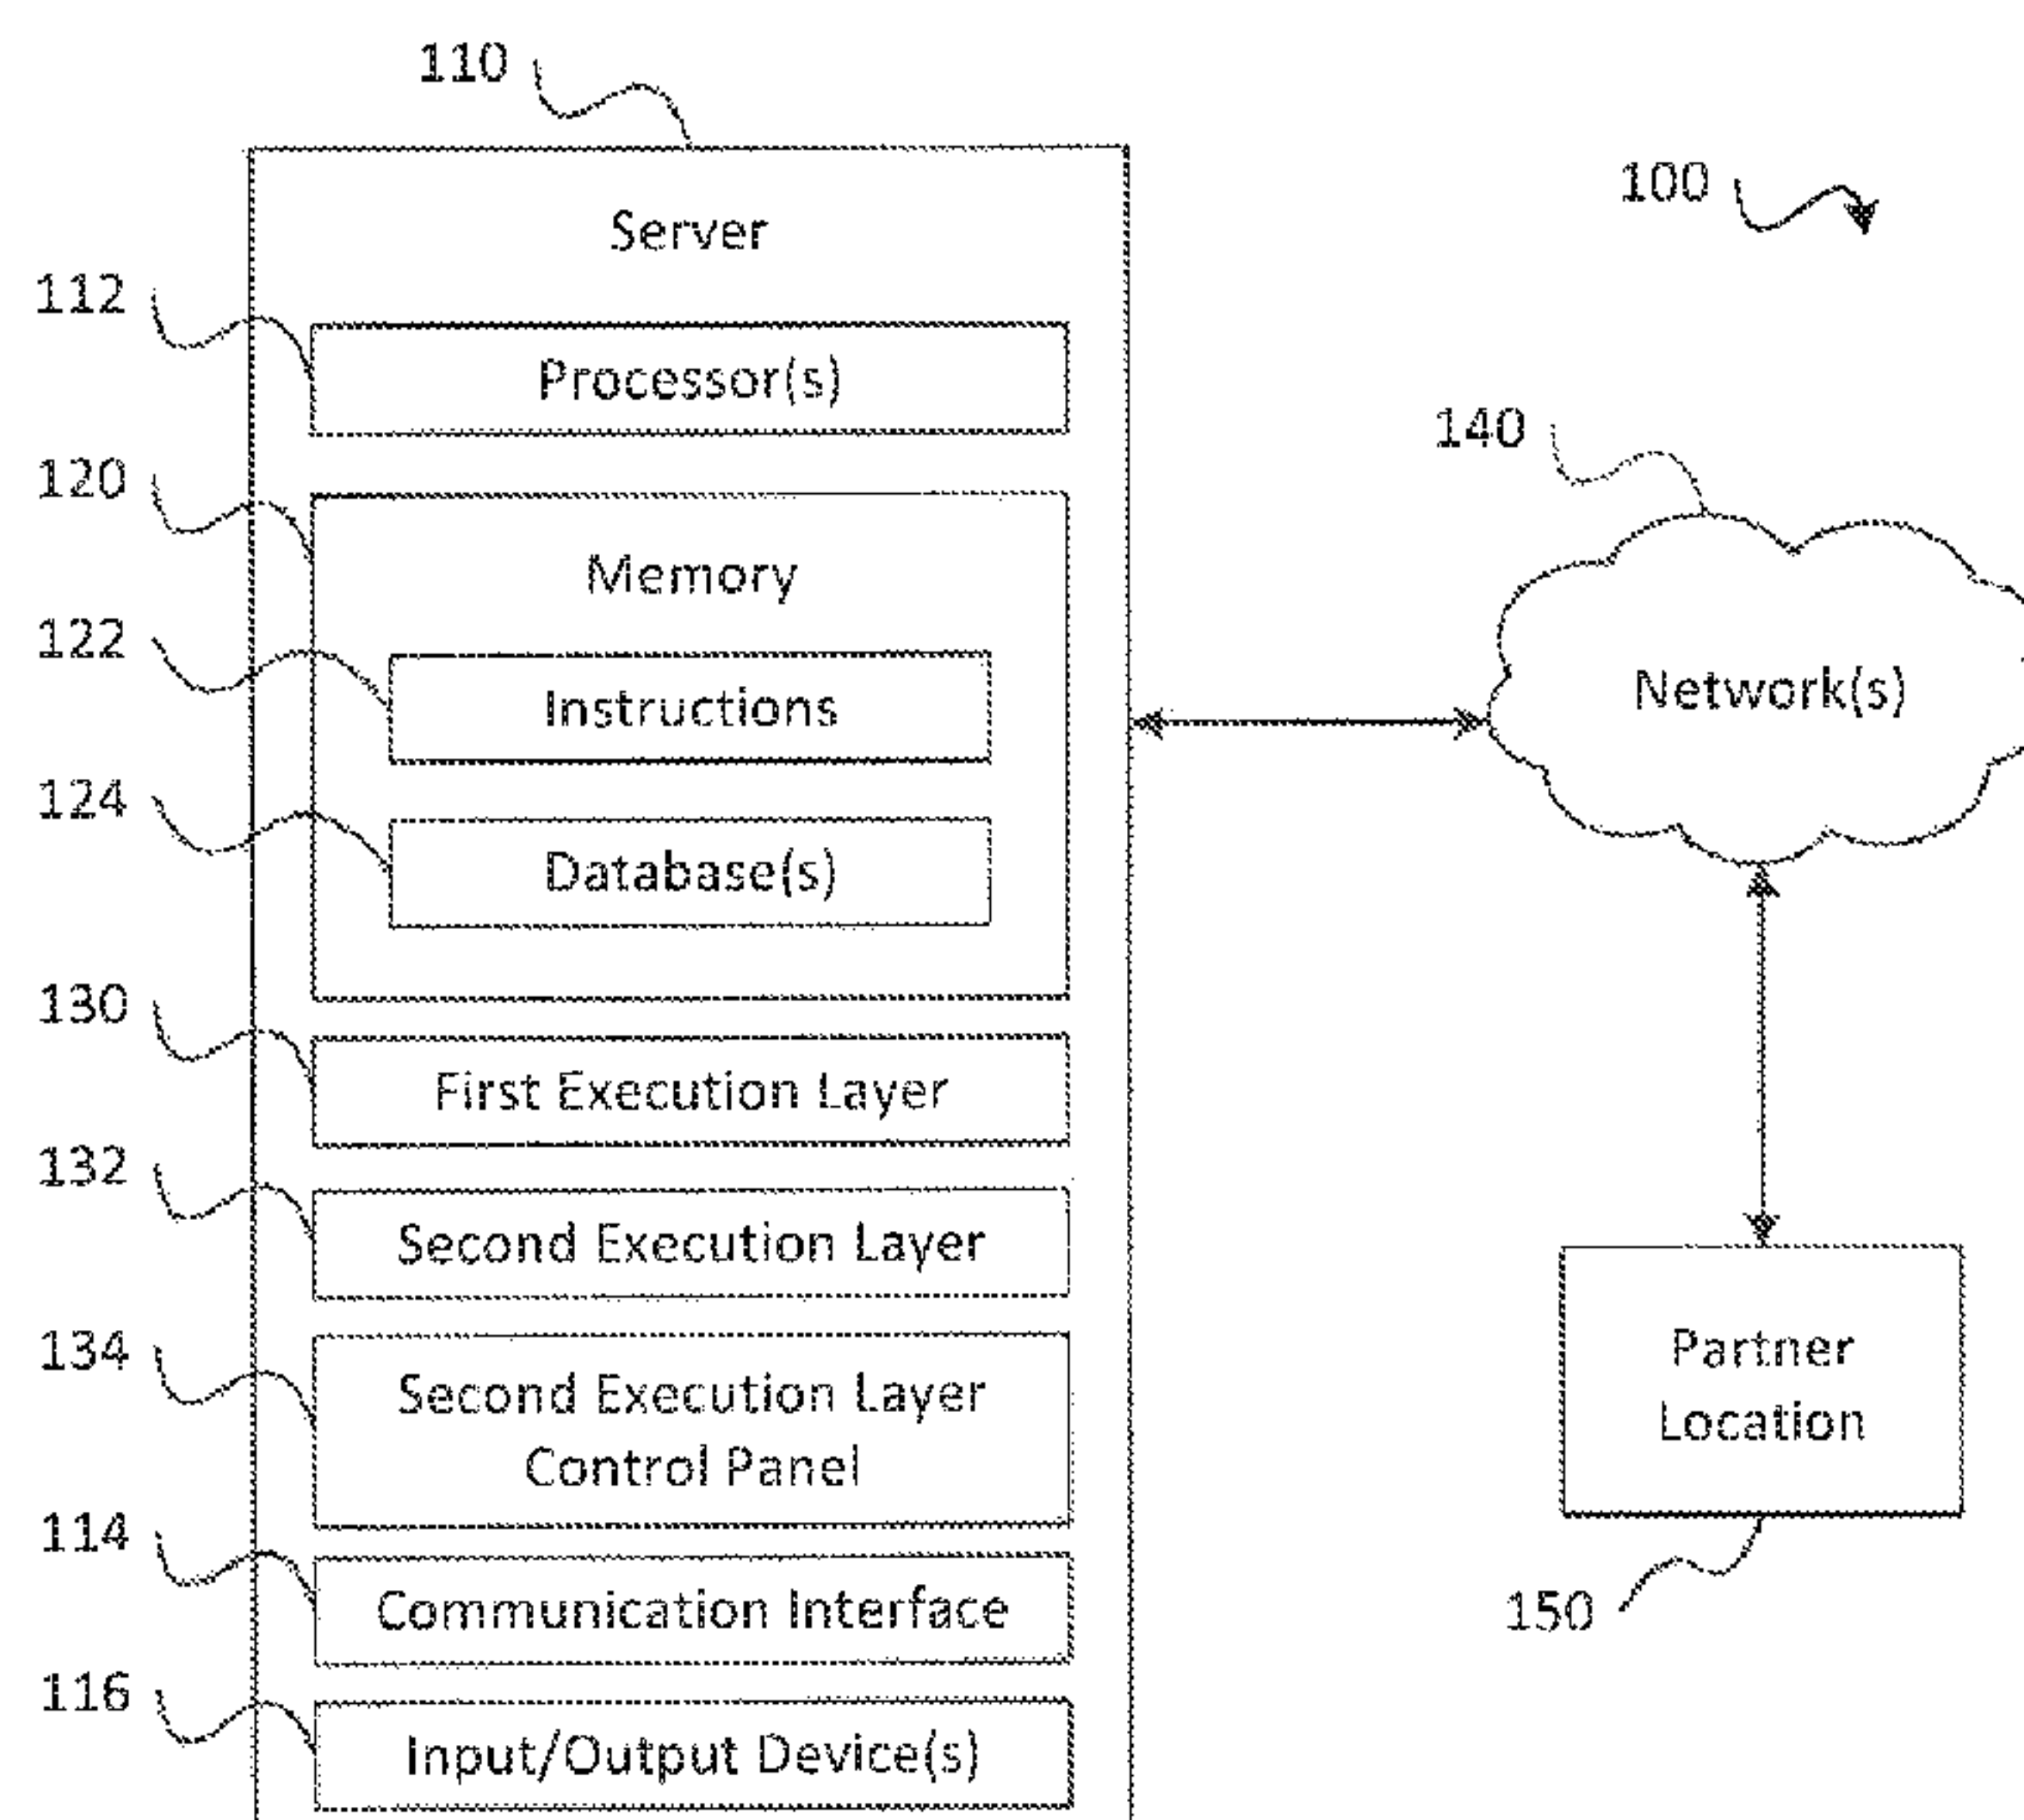 110
100
Server
112
Processor(s)
140
120
Memory
122
Network(s)
Instructions
124
Database(s)
130
First Execution Layer
132
Second Execution Layer
134
Second Execution Layer
Control Panel
Partner
Location
114
Communication Interface
150
116
Input/Output Device(s)